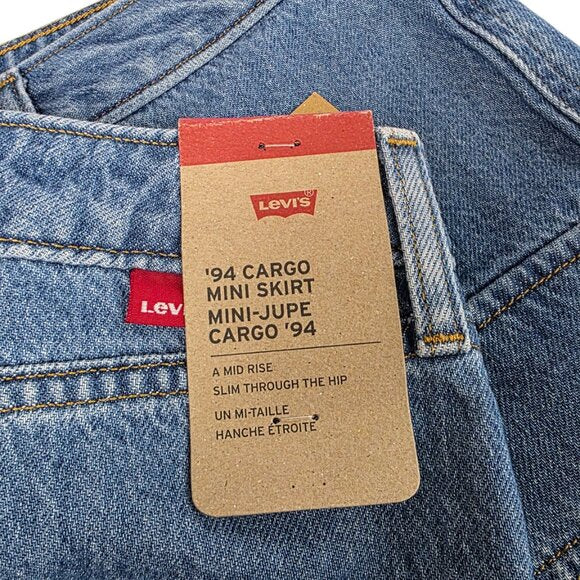 LEVI'S®
'94 CARGO
MINI SKIRT
MINI-JUPE
CARGO '94
A MID RISE
SLIM THROUGH THE HIP
UN MI-TAILLE
HANCHE ÉTROITE
LEV